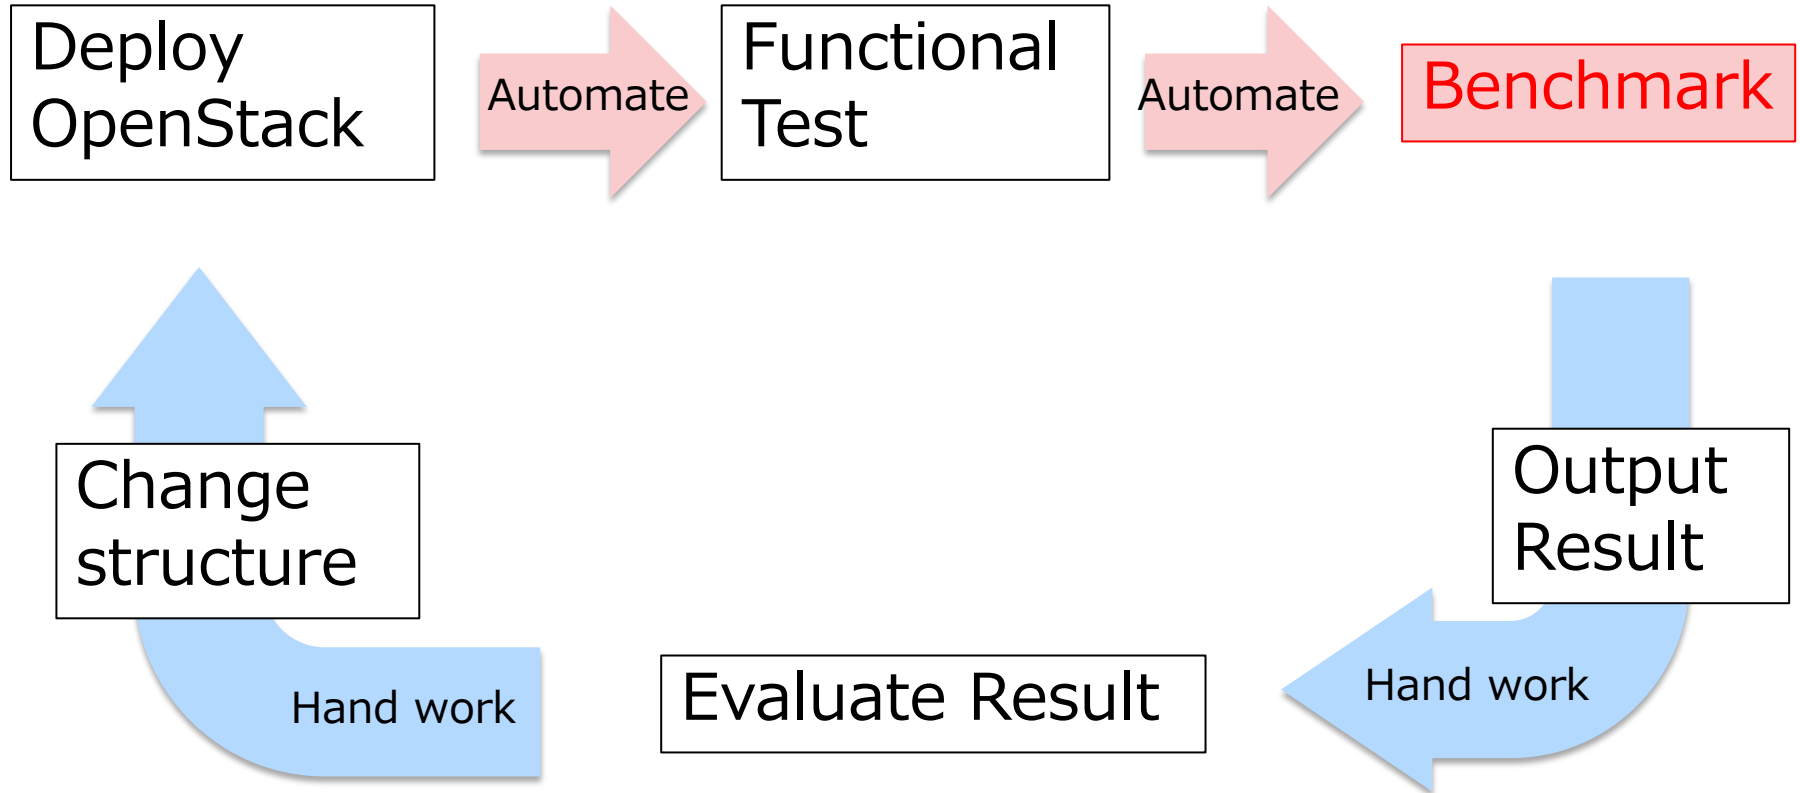 Deploy
OpenStack
Automate
Functional
Test
Automate
Benchmark
Change
structure
Output
Result
Hand work
Evaluate Result
Hand work